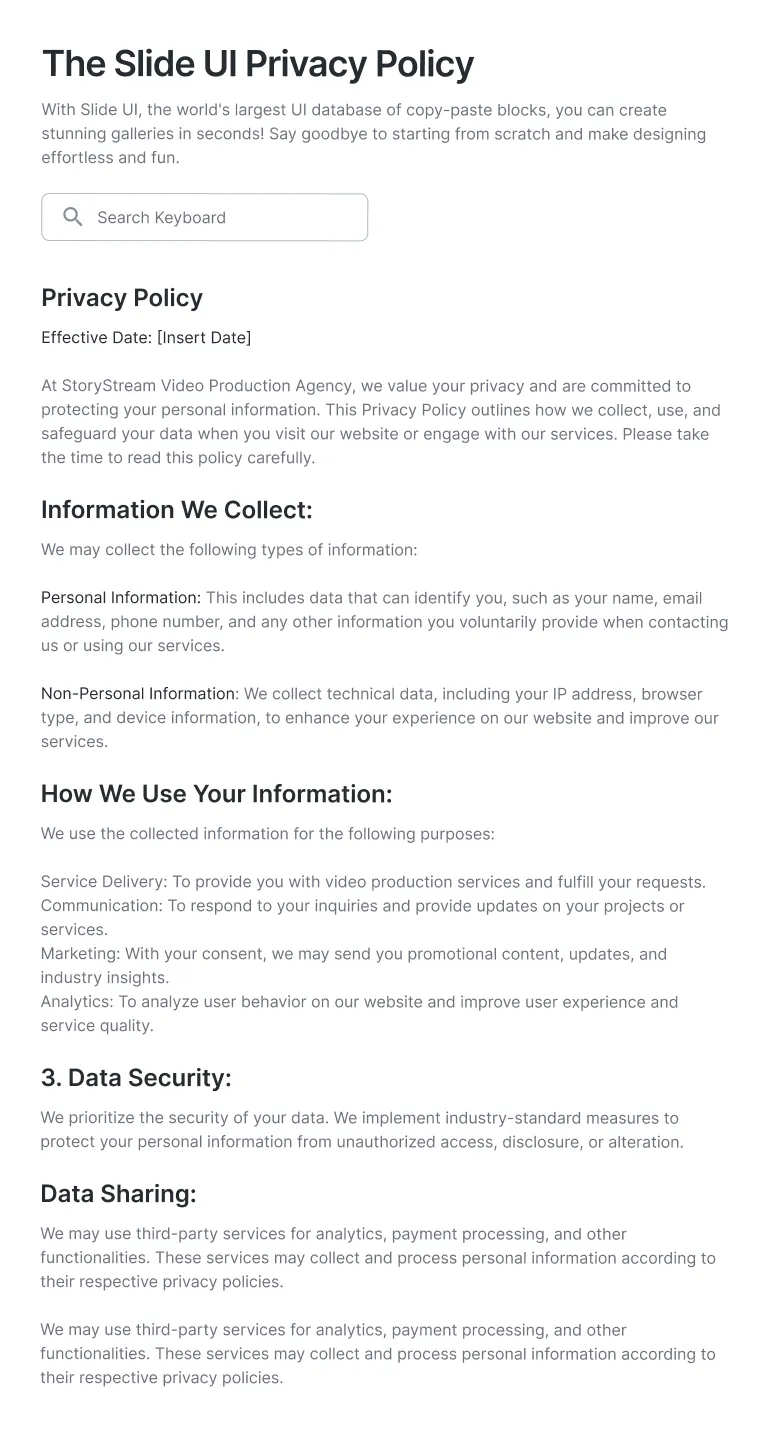 The Slide UI Privacy Policy
With Slide UI, the world's largest UI database of copy-paste blocks, you can create
stunning galleries in seconds! Say goodbye to starting from scratch and make designing
effortless and fun.
Search Keyboard
Privacy Policy
Effective Date: [Insert Date]
At StoryStream Video Production Agency, we value your privacy and are committed to
protecting your personal information. This Privacy Policy outlines how we collect, use, and
safeguard your data when you visit our website or engage with our services. Please take
the time to read this policy carefully.
Information We Collect:
We may collect the following types of information:
Personal Information: This includes data that can identify you, such as your name, email
address, phone number, and any other information you voluntarily provide when contacting
us or using our services.
Non-Personal Information: We collect technical data, including your IP address, browser
type, and device information, to enhance your experience on our website and improve our
services.
How We Use Your Information:
We use the collected information for the following purposes:
Service Delivery: To provide you with video production services and fulfill your requests.
Communication: To respond to your inquiries and provide updates on your projects or
services.
Marketing: With your consent, we may send you promotional content, updates, and
industry insights.
Analytics: To analyze user behavior on our website and improve user experience and
service quality.
3. Data Security:
We prioritize the security of your data. We implement industry-standard measures to
protect your personal information from unauthorized access, disclosure, or alteration.
Data Sharing:
We may use third-party services for analytics, payment processing, and other
functionalities. These services may collect and process personal information according to
their respective privacy policies.
We may use third-party services for analytics, payment processing, and other
functionalities. These services may collect and process personal information according to
their respective privacy policies.